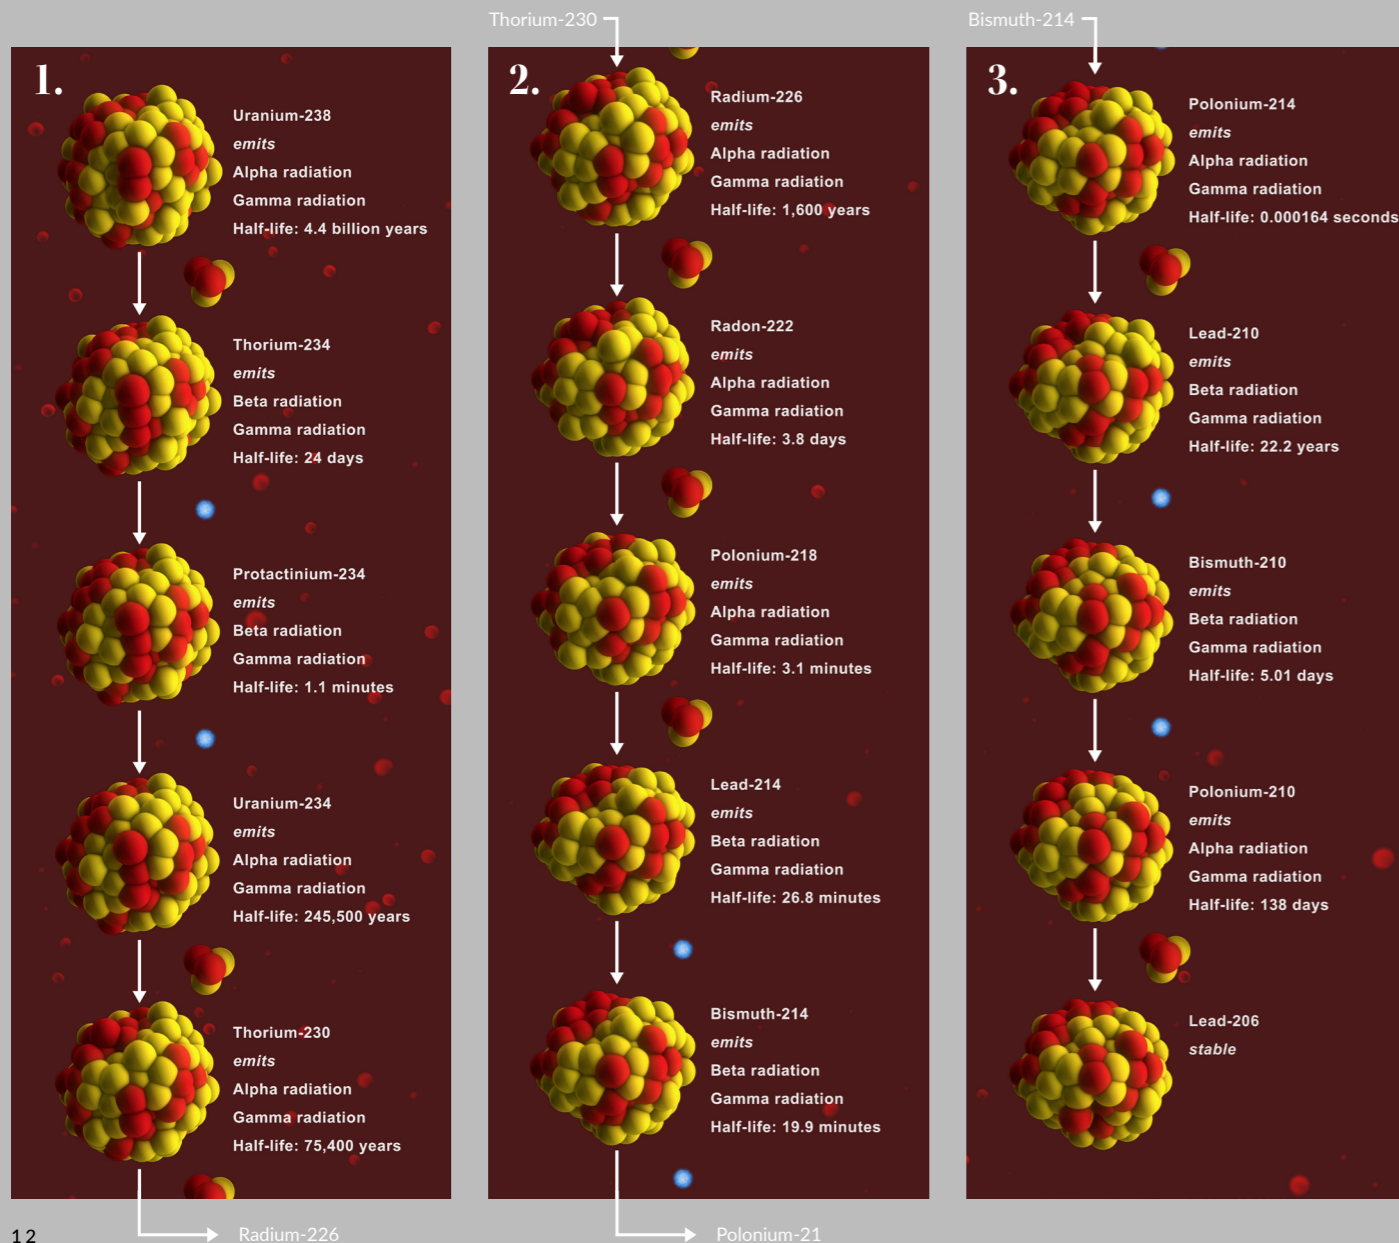 Thorium-230
Bismuth-214
1.
Uranium-238
emits
Alpha radiation
Gamma radiation
Half-life: 4.4 billion years
Thorium-234
emits
Beta radiation
Gamma radiation
Half-life: 24 days
Protactinium-234
emits
Beta radiation
Gamma radiation
Half-life: 1.1 minutes
Uranium-234
emits
Alpha radiation
Gamma radiation
Half-life: 245,500 years
Thorium-230
emits
Alpha radiation
Gamma radiation
Half-life: 75,400 years
2.
Radium-226
emits
Alpha radiation
Gamma radiation
Half-life: 1,600 years
Radon-222
emits
Alpha radiation
Gamma radiation
Half-life: 3.8 days
Polonium-218
emits
Alpha radiation
Gamma radiation
Half-life: 3.1 minutes
Lead-214
emits
Beta radiation
Gamma radiation
Half-life: 26.8 minutes
Bismuth-214
emits
Beta radiation
Gamma radiation
Half-life: 19.9 minutes
3.
Polonium-214
emits
Alpha radiation
Gamma radiation
Half-life: 0.000164 seconds
Lead-210
emits
Beta radiation
Gamma radiation
Half-life: 22.2 years
Bismuth-210
emits
Beta radiation
Gamma radiation
Half-life: 5.01 days
Polonium-210
emits
Alpha radiation
Gamma radiation
Half-life: 138 days
Lead-206
stable
12
Radium-226
Polonium-21